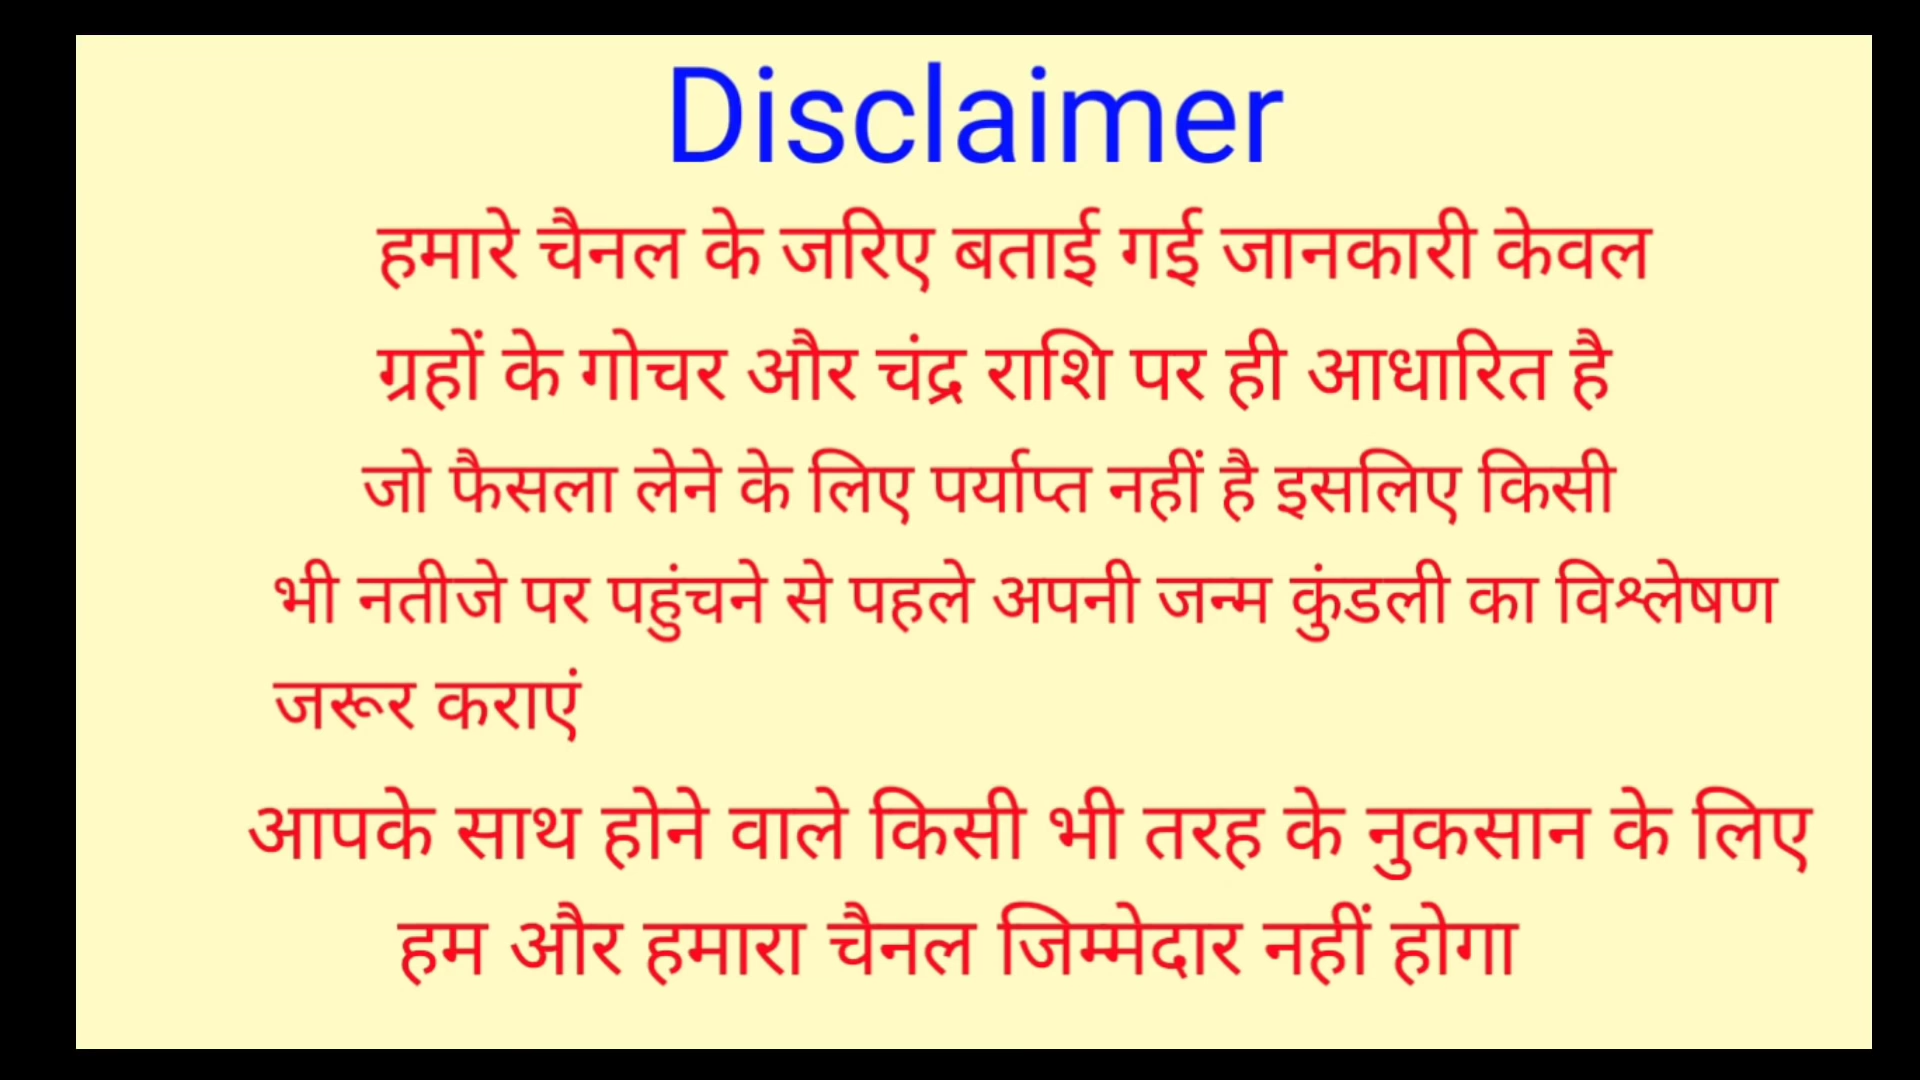 Disclaimer
हमारे चैनल के जरिए बताई गई जानकारी केवल
ग्रहों के गोचर और चंद्र राशि पर ही आधारित है
जो फैसला लेने के लिए पर्याप्त नहीं है इसलिए किसी
भी नतीजे पर पहुंचने से पहले अपनी जन्म कुंडली का विश्लेषण
जरूर कराएं
आपके साथ होने वाले किसी भी तरह के नुकसान के लिए
हम और हमारा चैनल जिम्मेदार नहीं होगा